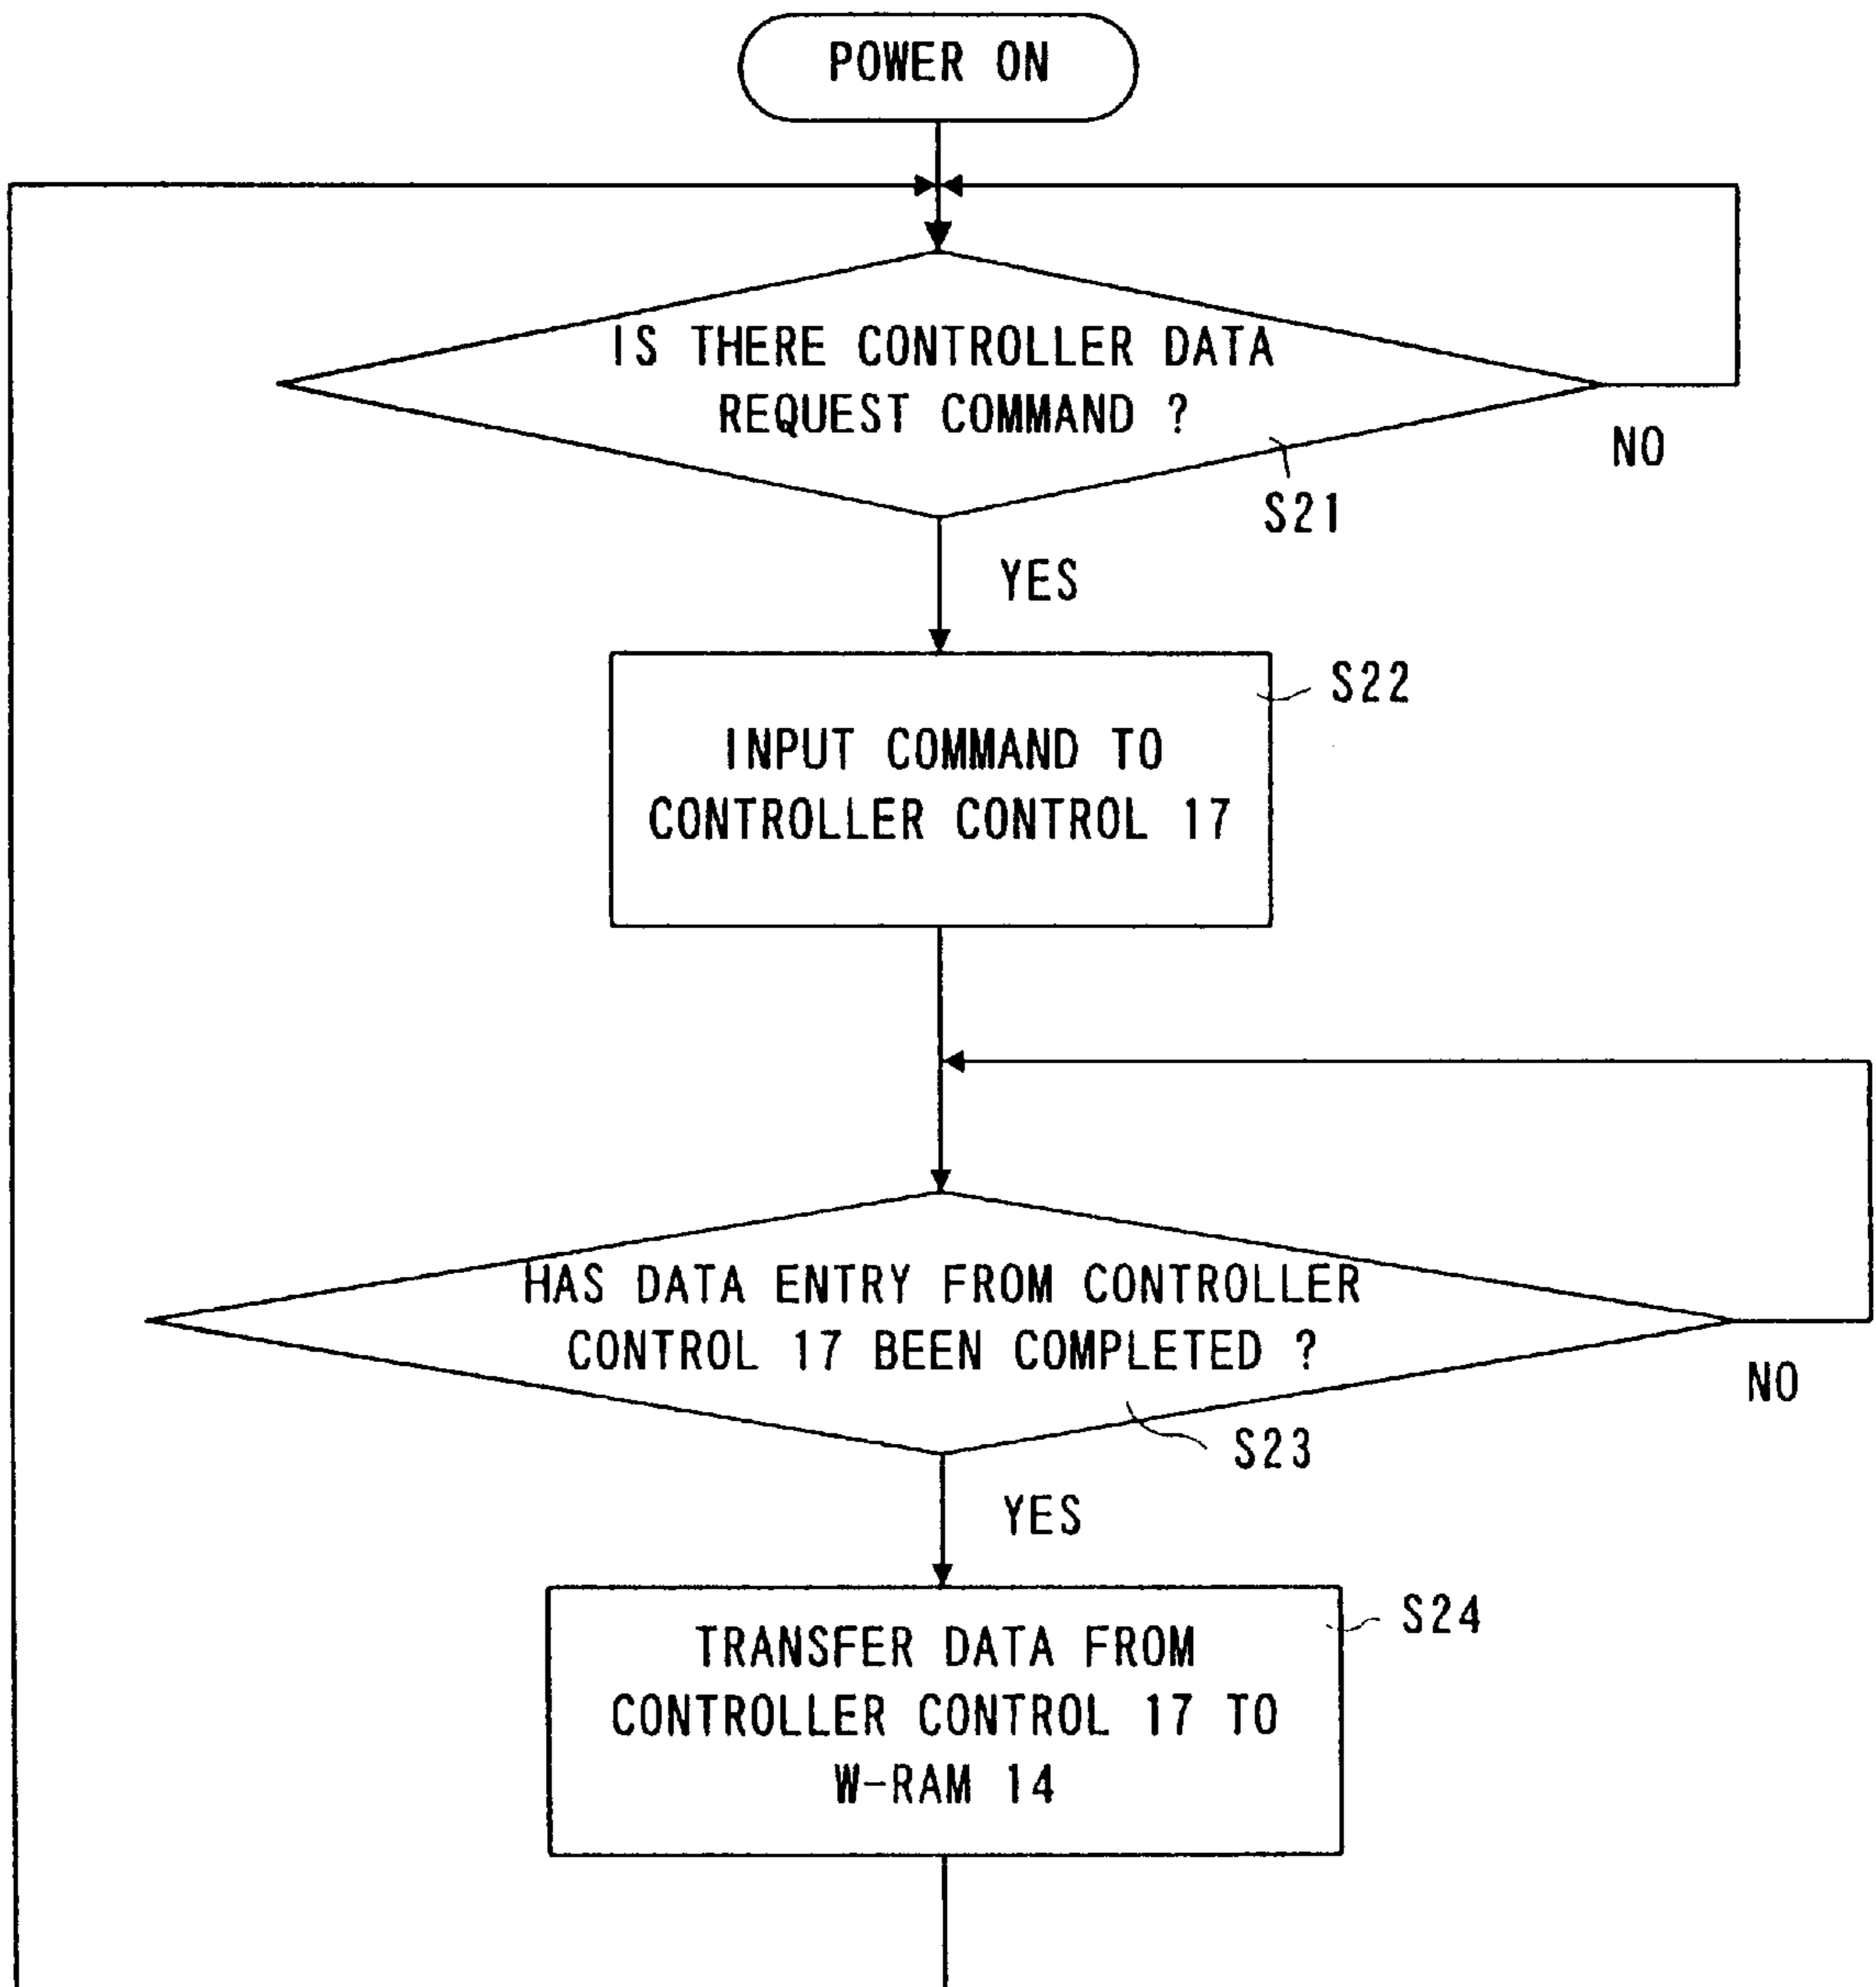 POWER ON
IS THERE CONTROLLER DATA
REQUEST COMMAND ?
NO
S21
YES
S22
INPUT COMMAND TO
CONTROLLER CONTROL 17
HAS DATA ENTRY FROM CONTROLLER
CONTROL 17 BEEN COMPLETED ?
NO
S23
YES
S24
TRANSFER DATA FROM
CONTROLLER CONTROL 17 TO
W-RAM 14